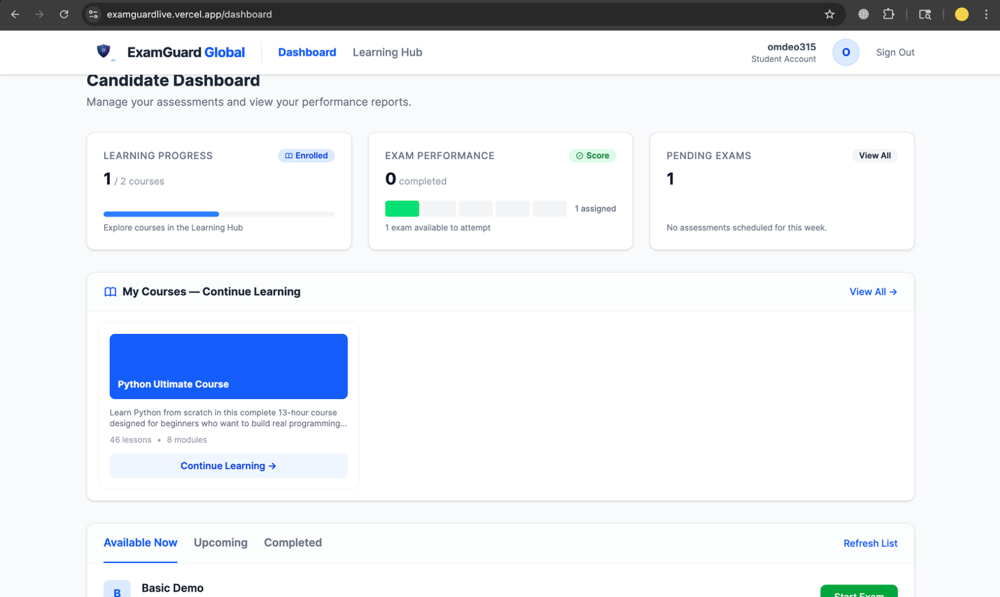 examguardlive.vercel.app/dashboard
ExamGuard Global
Dashboard
Learning Hub
omdeo315
Student Account
O
Sign Out
Candidate Dashboard
Manage your assessments and view your performance reports.
LEARNING PROGRESS
Enrolled
1 / 2 courses
Explore courses in the Learning Hub
EXAM PERFORMANCE
Score
0 completed
1 assigned
1 exam available to attempt
PENDING EXAMS
View All
1
No assessments scheduled for this week.
My Courses — Continue Learning
View All →
Python Ultimate Course
Learn Python from scratch in this complete 13-hour course
designed for beginners who want to build real programming...
46 lessons • 8 modules
Continue Learning →
Available Now
Upcoming
Completed
Refresh List
B
Basic Demo
Start Exam